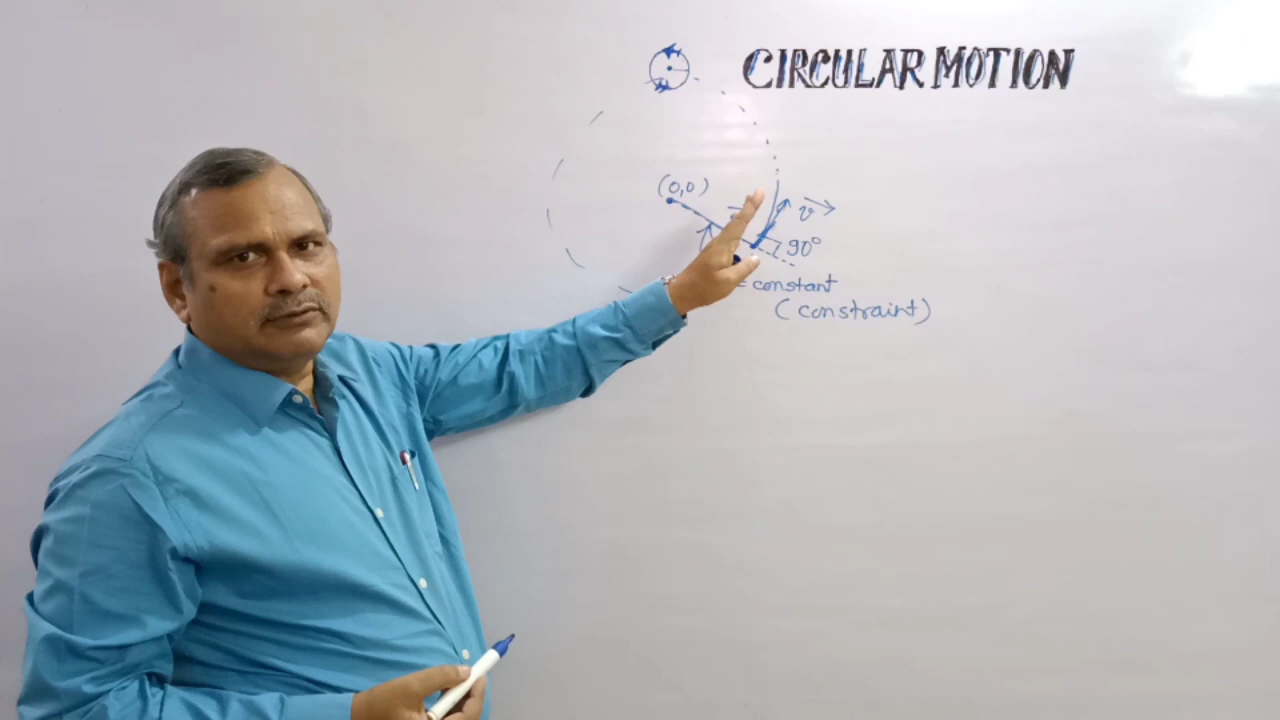 CIRCULAR MOTION
(0,0)
v
90°
= constant
(constraint)